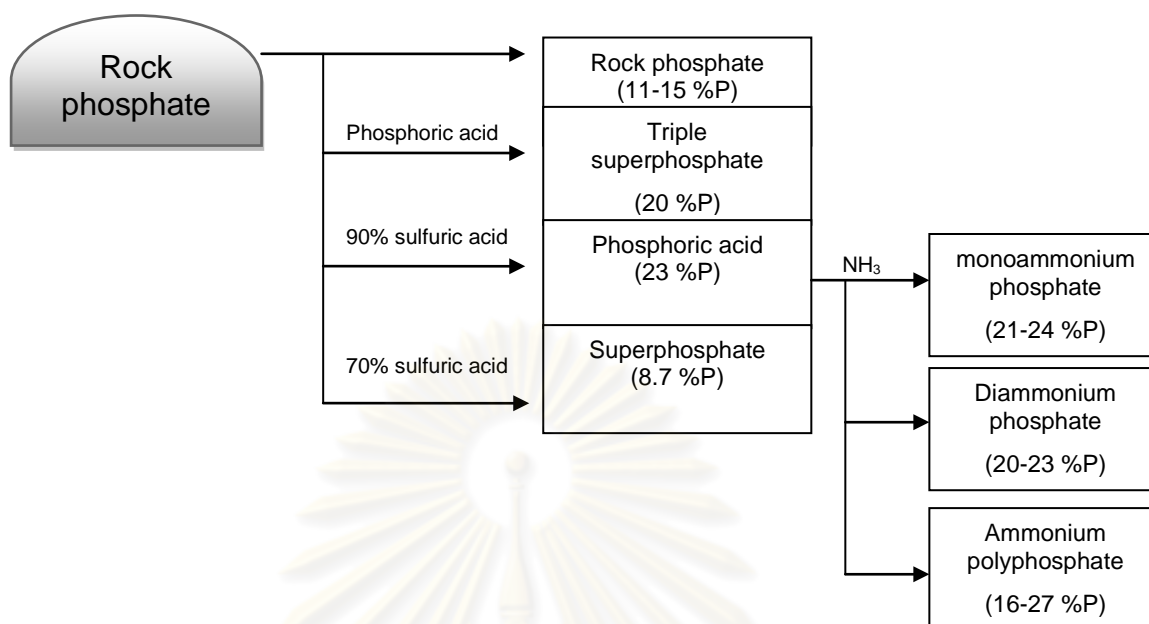 Rock
phosphate
Rock phosphate
(11-15 %P)
Phosphoric acid
Triple
superphosphate
(20 %P)
90% sulfuric acid
Phosphoric acid
(23 %P)
70% sulfuric acid
Superphosphate
(8.7 %P)
NH₃
monoammonium
phosphate
(21-24 %P)
Diammonium
phosphate
(20-23 %P)
Ammonium
polyphosphate
(16-27 %P)